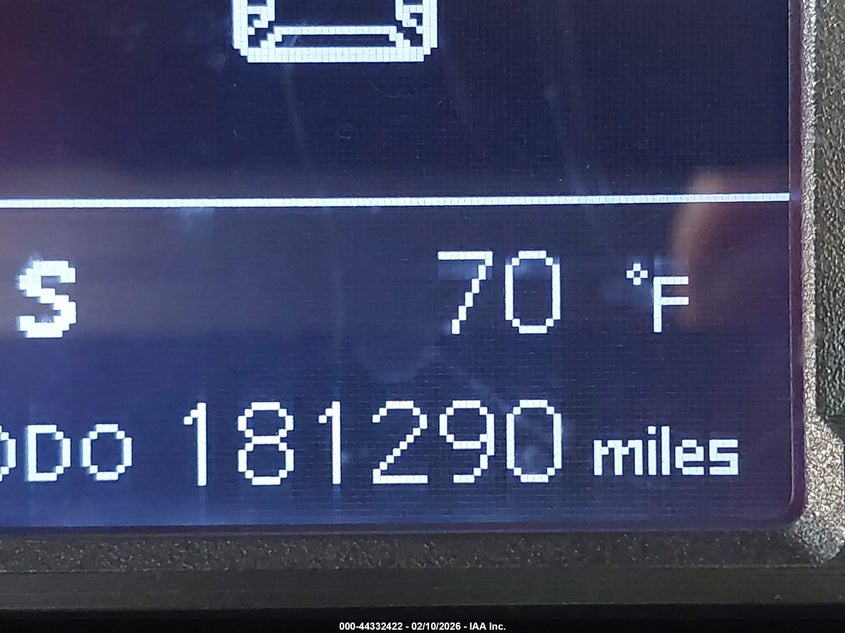 S 70 °F
ODO 181290 miles
000-44332422 - 02/10/2026 - IAA Inc.